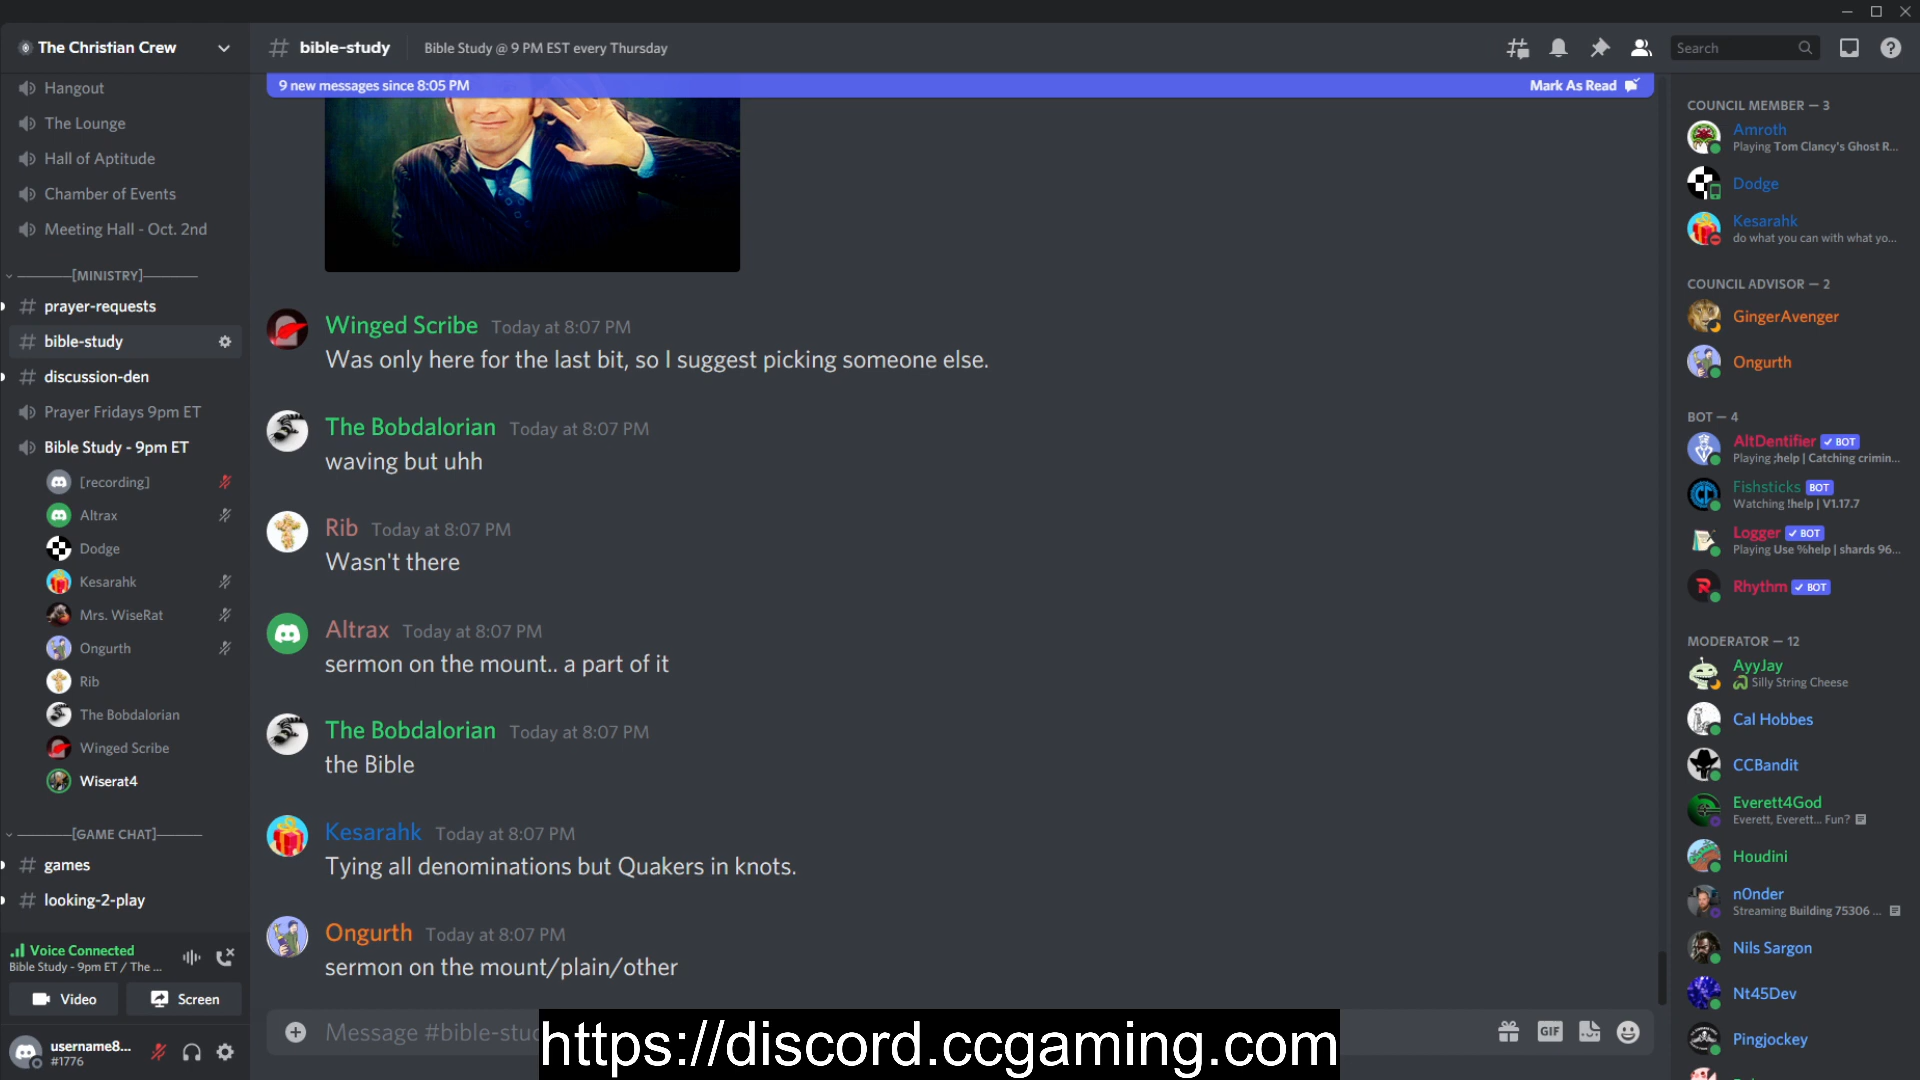 The Christian Crew
Hangout
The Lounge
Hall of Aptitude
Chamber of Events
Meeting Hall - Oct. 2nd
[MINISTRY]
prayer-requests
bible-study
discussion-den
Prayer Fridays 9pm ET
Bible Study - 9pm ET
[recording]
Altrax
Dodge
Kesarahk
Mrs. WiseRat
Ongurth
Rib
The Bobdalorian
Winged Scribe
Wiserat4
[GAME CHAT]
games
looking-2-play
Voice Connected
Bible Study - 9pm ET / The ...
Video
Screen
username8...
#1776
bible-study
Bible Study @ 9 PM EST every Thursday
Search
9 new messages since 8:05 PM
Mark As Read
Winged Scribe Today at 8:07 PM
Was only here for the last bit, so I suggest picking someone else.
The Bobdalorian Today at 8:07 PM
waving but uhh
Rib Today at 8:07 PM
Wasn't there
Altrax Today at 8:07 PM
sermon on the mount.. a part of it
The Bobdalorian Today at 8:07 PM
the Bible
Kesarahk Today at 8:07 PM
Tying all denominations but Quakers in knots.
Ongurth Today at 8:07 PM
sermon on the mount/plain/other
Message #bible-stu
GIF
https://discord.ccgaming.com
COUNCIL MEMBER — 3
Amroth
Playing Tom Clancy's Ghost R...
Dodge
Kesarahk
do what you can with what yo...
COUNCIL ADVISOR — 2
GingerAvenger
Ongurth
BOT — 4
AltDentifier BOT
Playing ;help | Catching crimin...
Fishsticks BOT
Watching !help | V1.17.7
Logger BOT
Playing Use %help | shards 96...
Rhythm BOT
MODERATOR — 12
AyyJay
Silly String Cheese
Cal Hobbes
CCBandit
Everett4God
Everett, Everett... Fun?
Houdini
n0nder
Streaming Building 75306 ...
Nils Sargon
Nt45Dev
Pingjockey